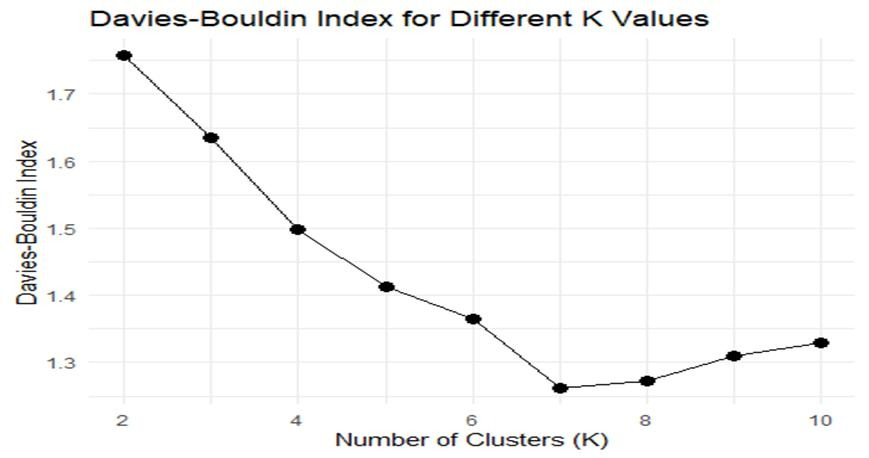 Davies-Bouldin Index for Different K Values
Davies-Bouldin Index
1.7
1.6
1.5
1.4
1.3
2 4 6 8 10
Number of Clusters (K)